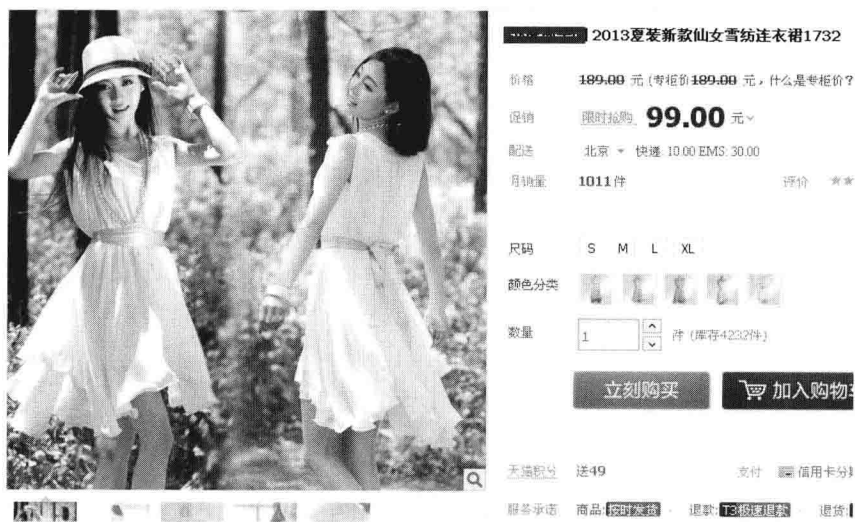 2013夏装新款仙女雪纺连衣裙1732
价格 189.00 元 (专柜价189.00 元，什么是专柜价?
促销 限时抢购 99.00 元
配送 北京 快递: 10.00 EMS: 30.00
月销量 1011件 评价
尺码 S M L XL
颜色分类
数量 1 件 (库存4232件)
立刻购买 加入购物
天猫积分 送49 支付 信用卡分
服务承诺 商品:按时发货 退款:T3极速退款 退货: